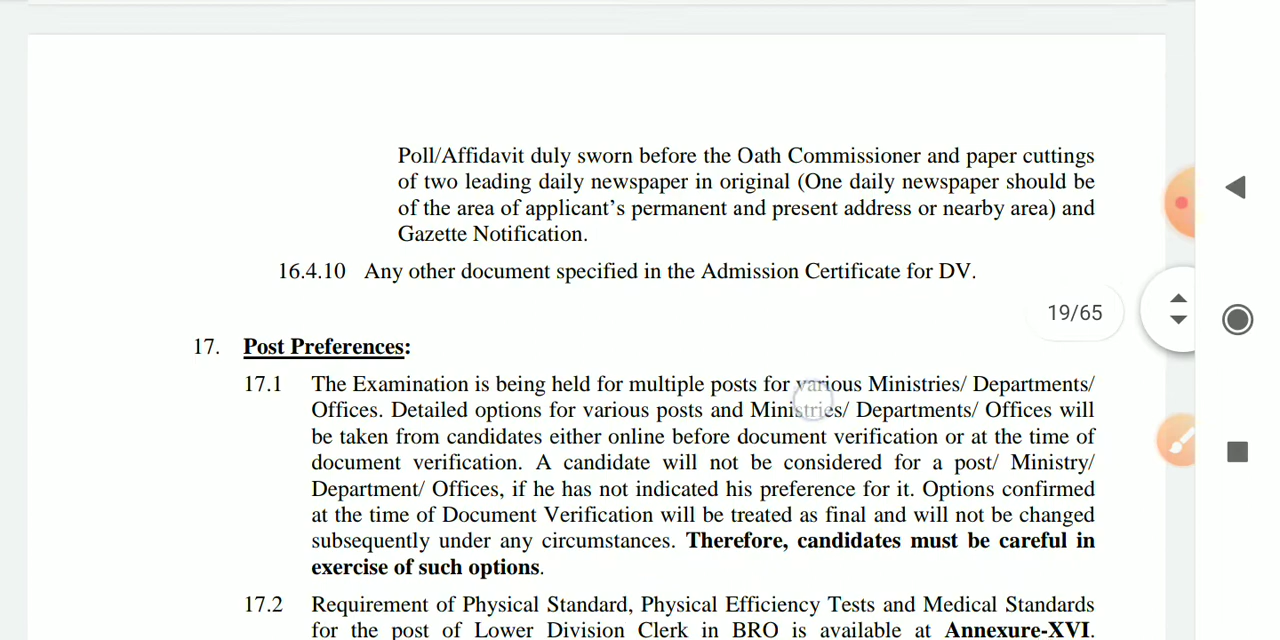 Poll/Affidavit duly sworn before the Oath Commissioner and paper cuttings
of two leading daily newspaper in original (One daily newspaper should be
of the area of applicant’s permanent and present address or nearby area) and
Gazette Notification.
16.4.10 Any other document specified in the Admission Certificate for DV.
19/65
17. Post Preferences:
17.1 The Examination is being held for multiple posts for various Ministries/ Departments/
Offices. Detailed options for various posts and Ministries/ Departments/ Offices will
be taken from candidates either online before document verification or at the time of
document verification. A candidate will not be considered for a post/ Ministry/
Department/ Offices, if he has not indicated his preference for it. Options confirmed
at the time of Document Verification will be treated as final and will not be changed
subsequently under any circumstances. Therefore, candidates must be careful in
exercise of such options.
17.2 Requirement of Physical Standard, Physical Efficiency Tests and Medical Standards
for the post of Lower Division Clerk in BRO is available at Annexure-XVI.